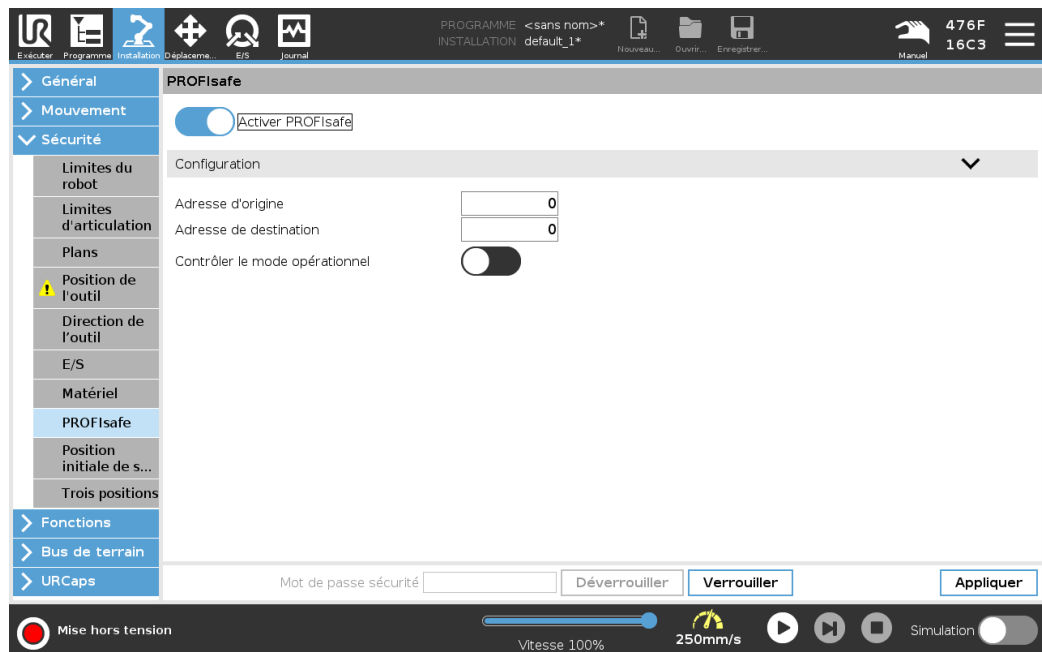 PROGRAMME <sans nom>*
INSTALLATION default_1*
Nouveau... Ouvrir... Enregistrer...
Exécuter Programme Installation Déplaceme... E/S Journal
Manuel
476F
16C3
Général
Mouvement
Sécurité
Limites du
robot
Limites
d'articulation
Plans
Position de
l'outil
Direction de
l'outil
E/S
Matériel
PROFIsafe
Position
initiale de s...
Trois positions
Fonctions
Bus de terrain
URCaps
PROFIsafe
Activer PROFIsafe
Configuration
Adresse d'origine 0
Adresse de destination 0
Contrôler le mode opérationnel
Mot de passe sécurité Déverrouiller Verrouiller Appliquer
Mise hors tension
Vitesse 100%
250mm/s
Simulation